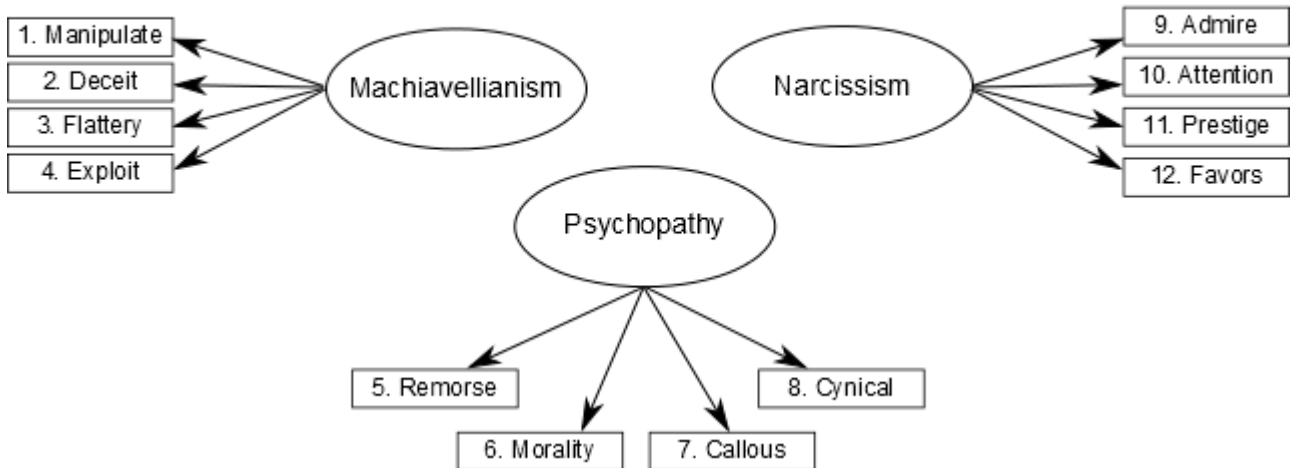 1. Manipulate
2. Deceit
3. Flattery
4. Exploit
Machiavellianism
Narcissism
9. Admire
10. Attention
11. Prestige
12. Favors
Psychopathy
5. Remorse
6. Morality
7. Callous
8. Cynical